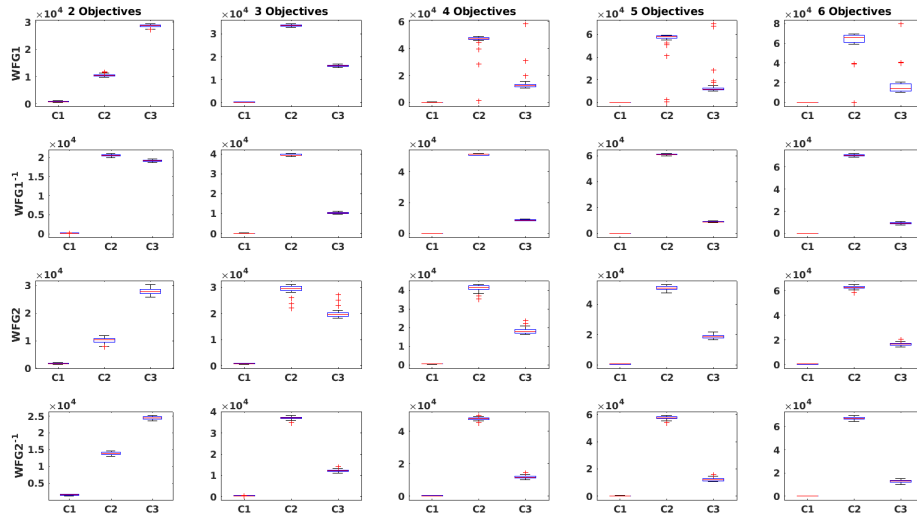 2 Objectives 3 Objectives 4 Objectives 5 Objectives 6 Objectives
×10⁴ ×10⁴ ×10⁴ ×10⁴ ×10⁴
WFG1
3 2 1 0
3 2 1 0
6 4 2 0
6 4 2 0
8 6 4 2 0
C1 C2 C3 C1 C2 C3 C1 C2 C3 C1 C2 C3 C1 C2 C3
×10⁴ ×10⁴ ×10⁴ ×10⁴ ×10⁴
WFG1⁻¹
2 1.5 1 0.5 0
4 2 0
4 2 0
6 4 2 0
8 6 4 2 0
C1 C2 C3 C1 C2 C3 C1 C2 C3 C1 C2 C3 C1 C2 C3
×10⁴ ×10⁴ ×10⁴ ×10⁴ ×10⁴
WFG2
3 2 1
3 2 1
4 2 0
4 2 0
6 4 2 0
C1 C2 C3 C1 C2 C3 C1 C2 C3 C1 C2 C3 C1 C2 C3
×10⁴ ×10⁴ ×10⁴ ×10⁴ ×10⁴
WFG2⁻¹
2.5 2 1.5 1 0.5
4 3 2 1 0
4 2 0
6 4 2 0
6 4 2 0
C1 C2 C3 C1 C2 C3 C1 C2 C3 C1 C2 C3 C1 C2 C3